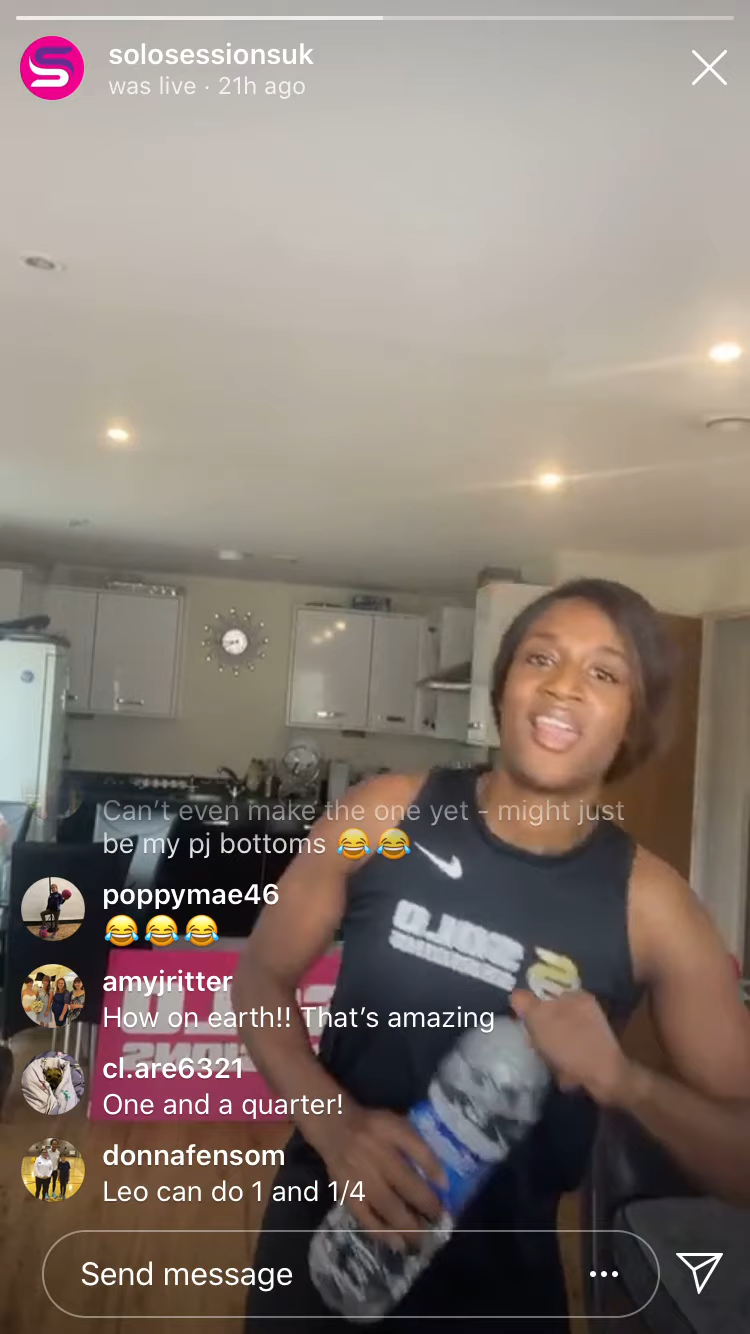 solosessionsuk
was live · 21h ago
Can't even make the one yet - might just
be my pj bottoms 😂😂
poppymae46
😂😂😂
amyjritter
How on earth!! That's amazing
cl.are6321
One and a quarter!
donnafensom
Leo can do 1 and 1/4
Send message
SOLO